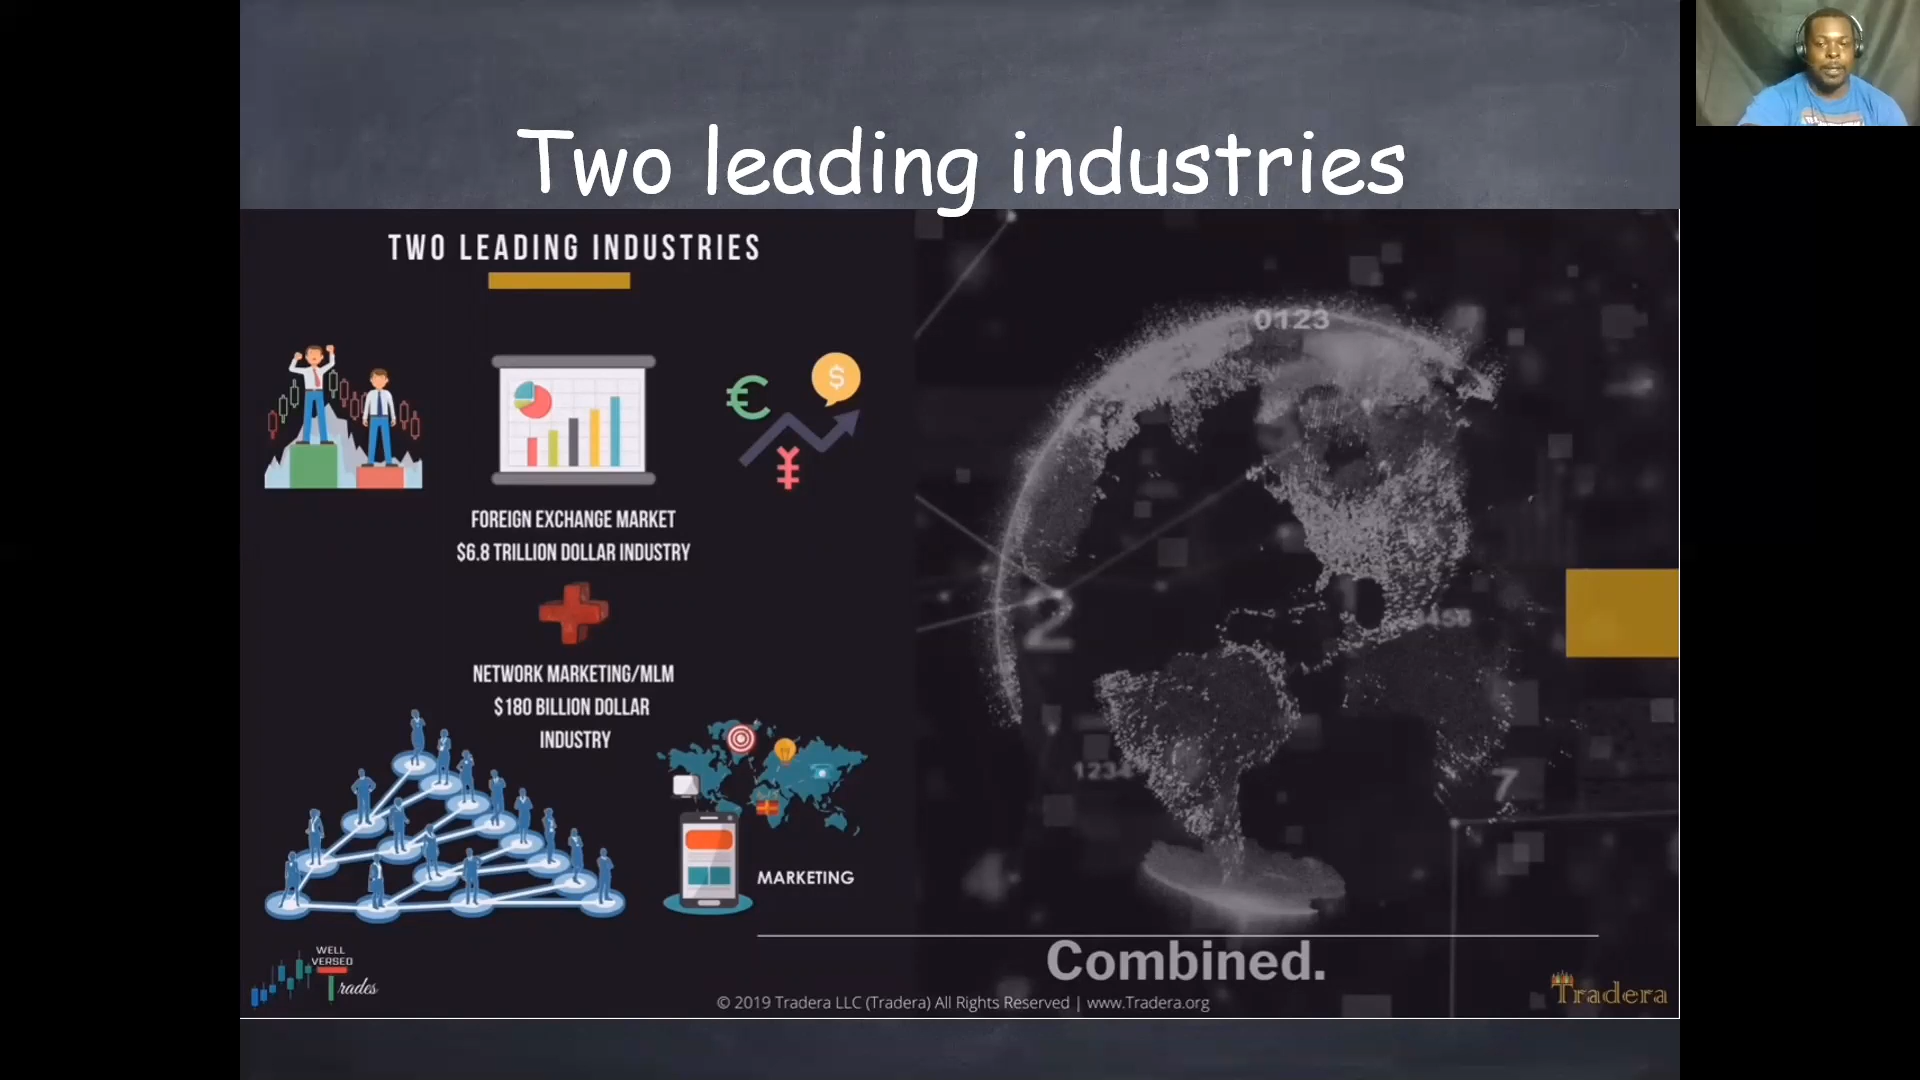 Two leading industries
TWO LEADING INDUSTRIES
0123
$
€
¥
FOREIGN EXCHANGE MARKET
$6.8 TRILLION DOLLAR INDUSTRY
2
3456
NETWORK MARKETING/MLM
$180 BILLION DOLLAR
INDUSTRY
1234
7
MARKETING
WELL
VERSED
Trades
Combined.
© 2019 Tradera LLC (Tradera) All Rights Reserved | www.Tradera.org
Tradera